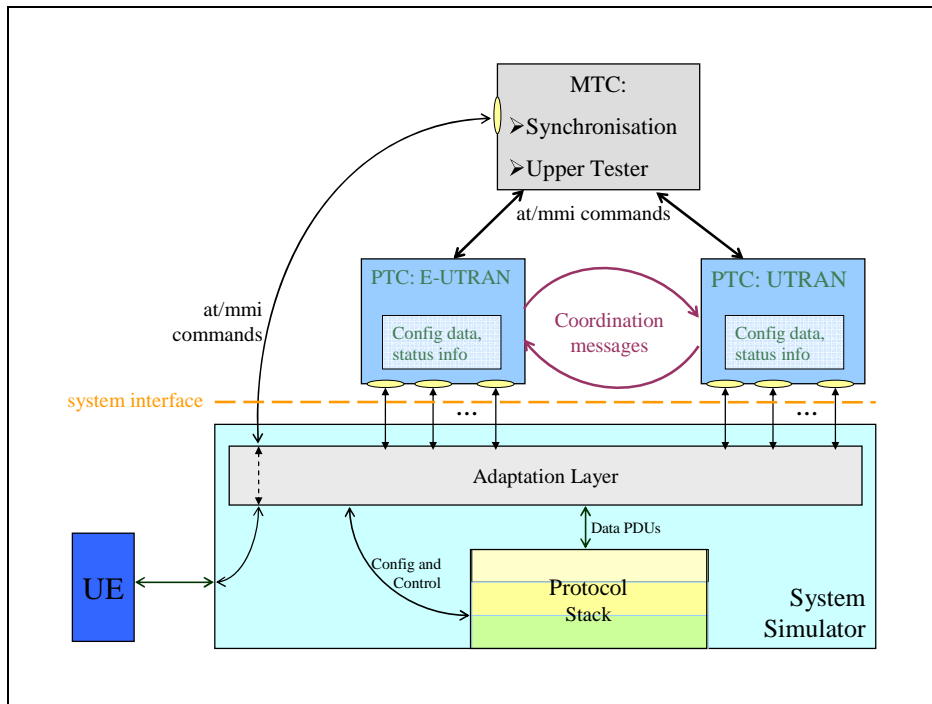 MTC:
➢Synchronisation
➢Upper Tester
at/mmi commands
PTC: E-UTRAN
PTC: UTRAN
at/mmi
commands
Config data,
status info
Coordination
messages
Config data,
status info
system interface
...
...
Adaptation Layer
Data PDUs
Config and
Control
UE
Protocol
Stack
System
Simulator